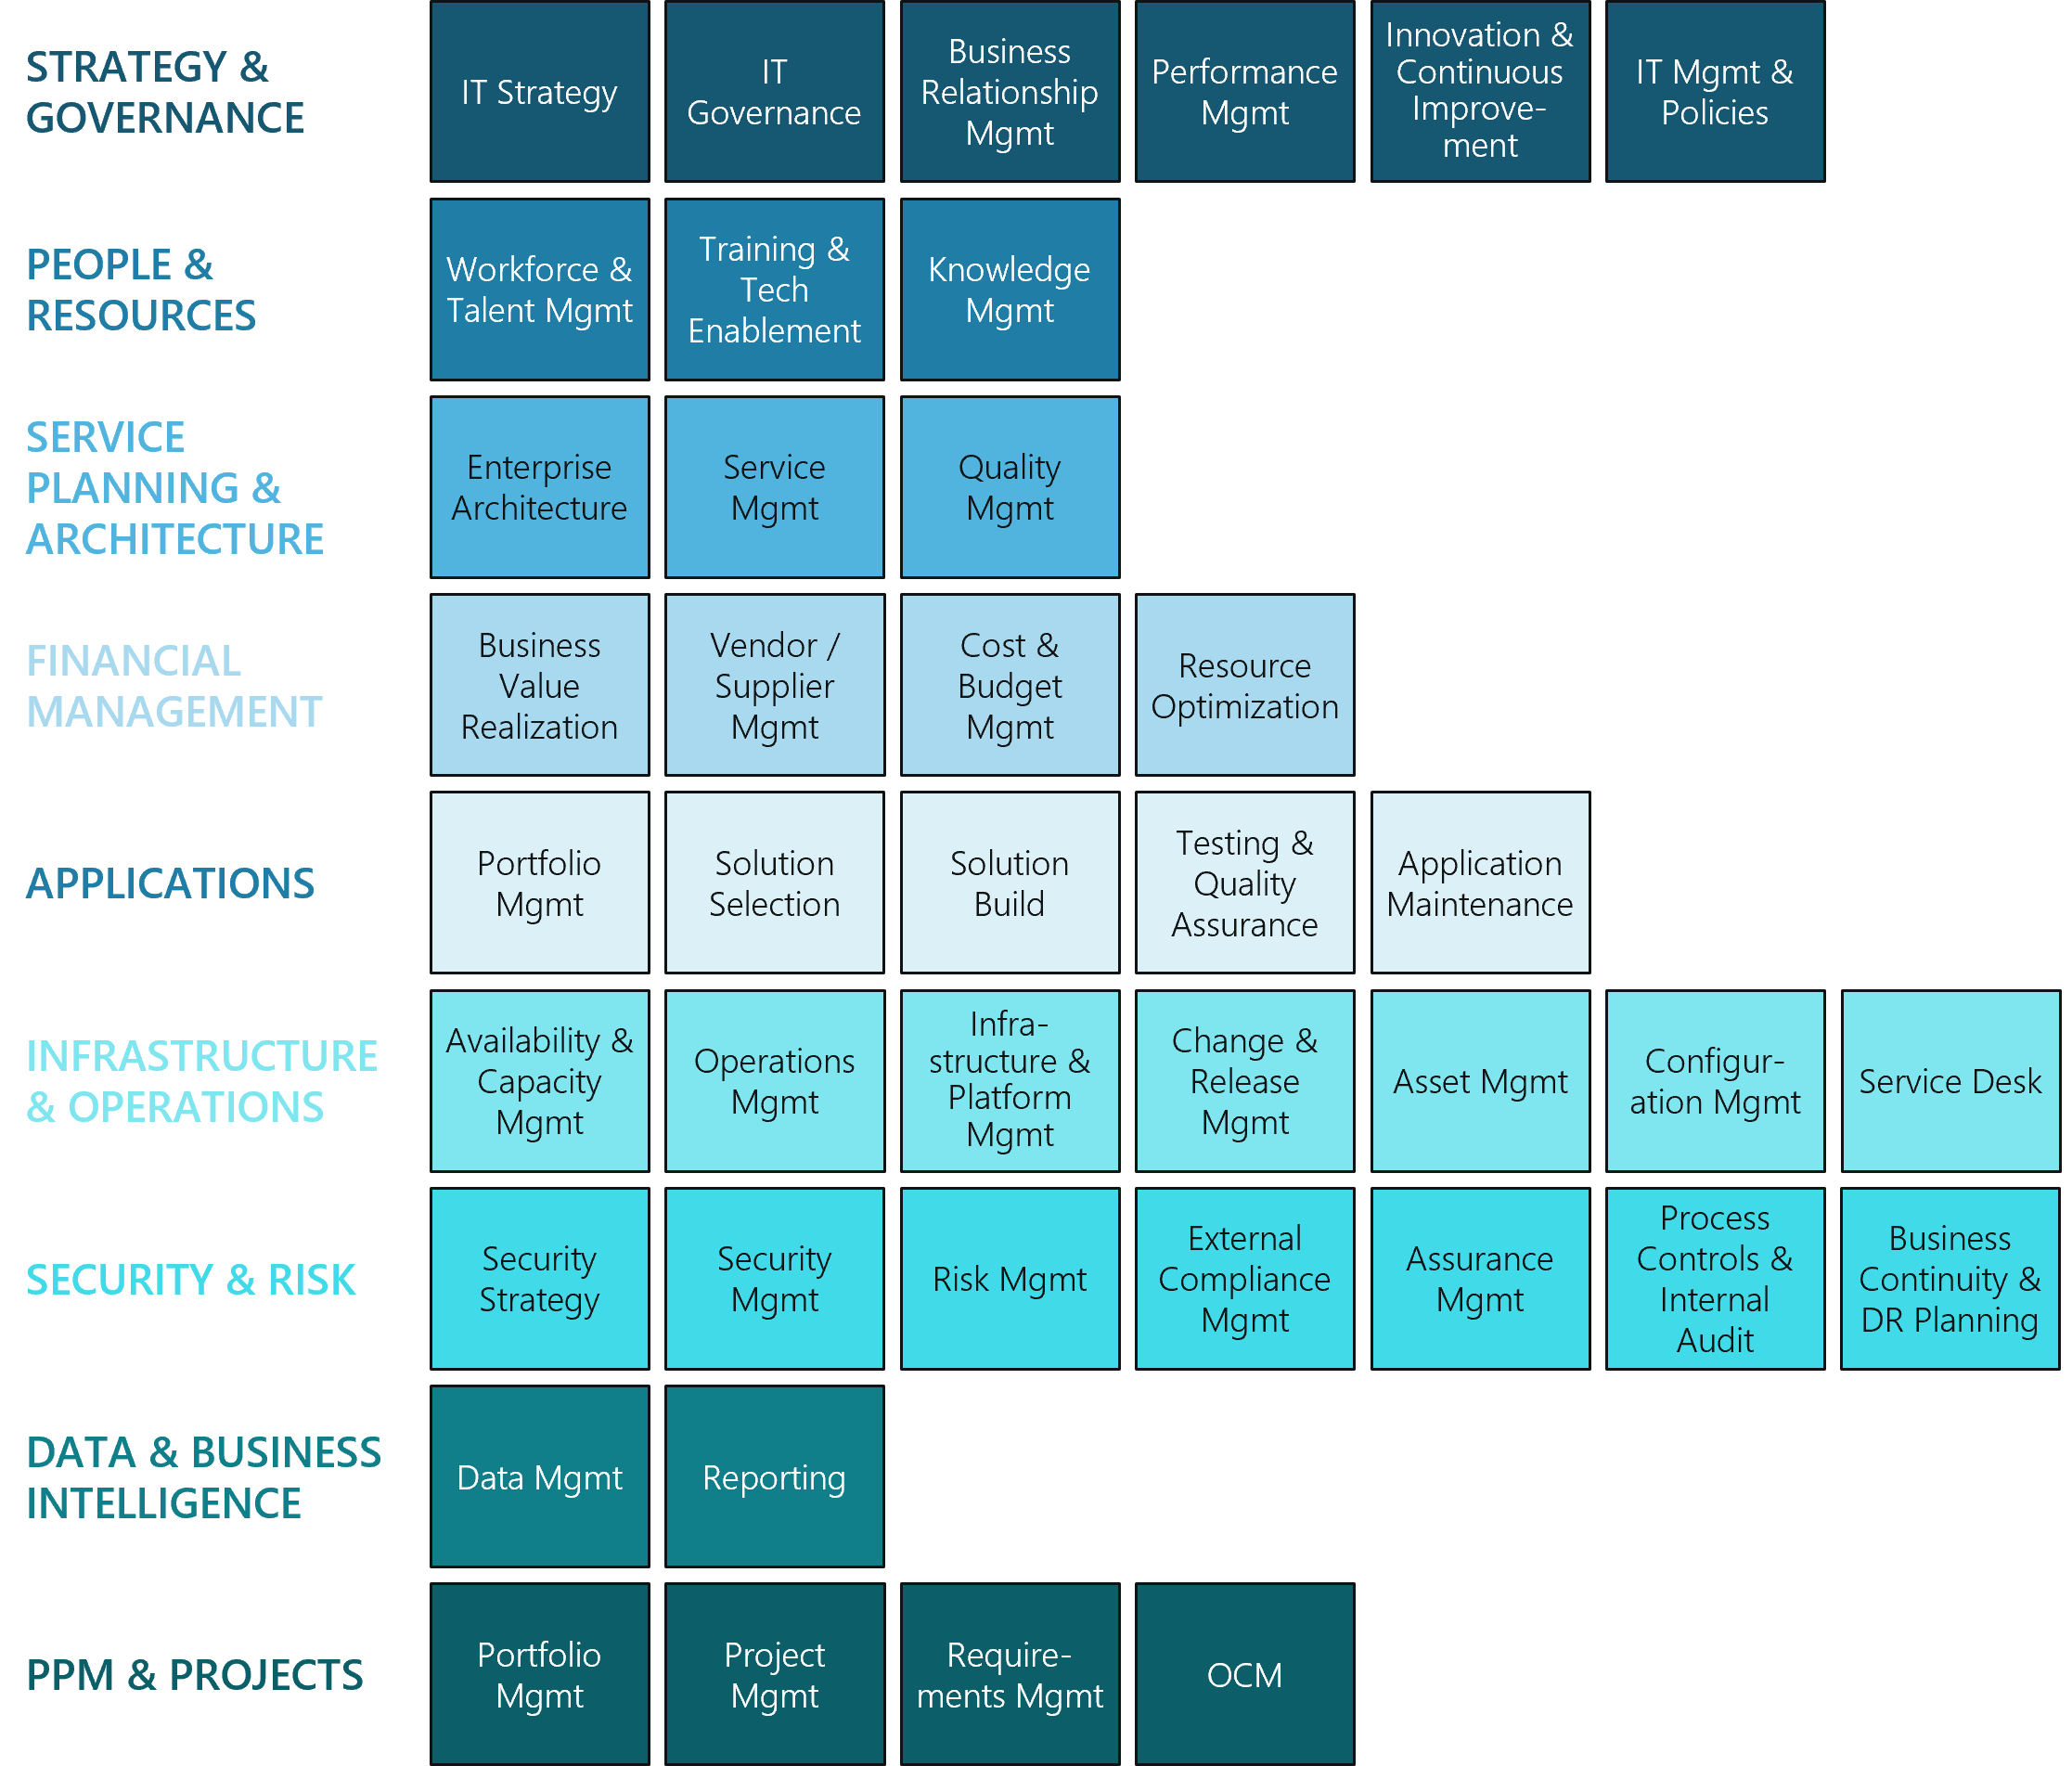 STRATEGY &
GOVERNANCE
IT Strategy
IT
Governance
Business
Relationship
Mgmt
Performance
Mgmt
Innovation &
Continuous
Improve-
ment
IT Mgmt &
Policies
PEOPLE &
RESOURCES
Workforce &
Talent Mgmt
Training &
Tech
Enablement
Knowledge
Mgmt
SERVICE
PLANNING &
ARCHITECTURE
Enterprise
Architecture
Service
Mgmt
Quality
Mgmt
FINANCIAL
MANAGEMENT
Business
Value
Realization
Vendor /
Supplier
Mgmt
Cost &
Budget
Mgmt
Resource
Optimization
APPLICATIONS
Portfolio
Mgmt
Solution
Selection
Solution
Build
Testing &
Quality
Assurance
Application
Maintenance
INFRASTRUCTURE
& OPERATIONS
Availability &
Capacity
Mgmt
Operations
Mgmt
Infra-
structure &
Platform
Mgmt
Change &
Release
Mgmt
Asset Mgmt
Configur-
ation Mgmt
Service Desk
SECURITY & RISK
Security
Strategy
Security
Mgmt
Risk Mgmt
External
Compliance
Mgmt
Assurance
Mgmt
Process
Controls &
Internal
Audit
Business
Continuity &
DR Planning
DATA & BUSINESS
INTELLIGENCE
Data Mgmt
Reporting
PPM & PROJECTS
Portfolio
Mgmt
Project
Mgmt
Require-
ments Mgmt
OCM